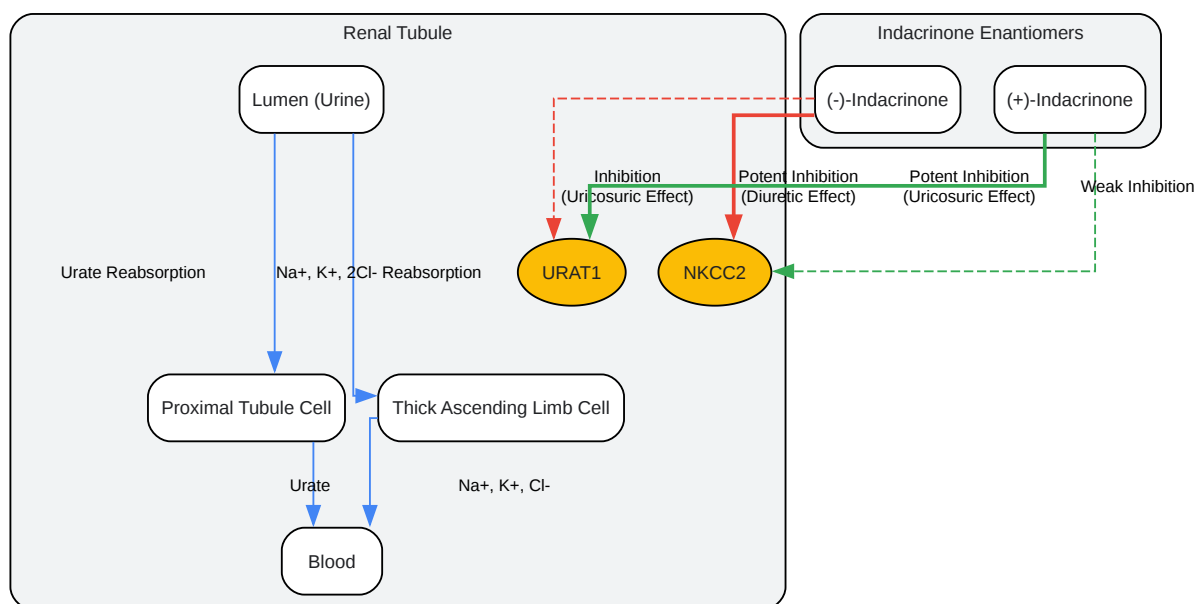 Renal Tubule
Indacrinone Enantiomers
Lumen (Urine)
(-)-Indacrinone
(+)-Indacrinone
Inhibition
(Uricosuric Effect)
Potent Inhibition
(Diuretic Effect)
Potent Inhibition
(Uricosuric Effect)
Weak Inhibition
Urate Reabsorption
Na+, K+, 2Cl- Reabsorption
URAT1
NKCC2
Proximal Tubule Cell
Thick Ascending Limb Cell
Urate
Na+, K+, Cl-
Blood